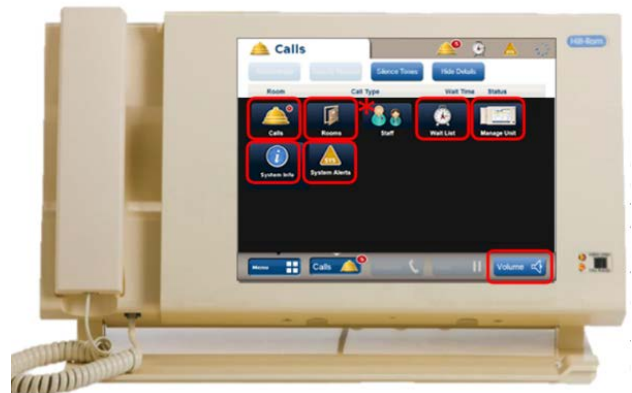 Hill-Rom
Calls
Silence Tones
Hide Details
Room Call Type Wait Time Status
Calls Rooms Staff Wait List Manage Unit
i SYS
System Info System Alerts
Menu Calls Volume